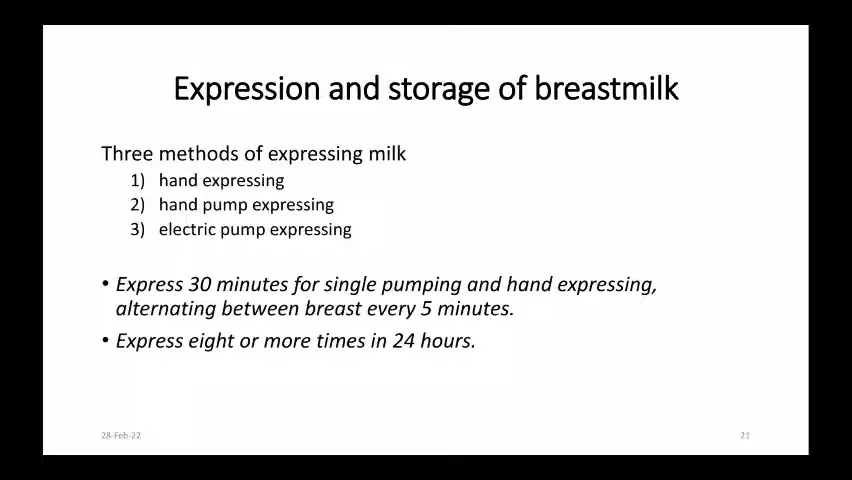 Expression and storage of breastmilk
Three methods of expressing milk
1) hand expressing
2) hand pump expressing
3) electric pump expressing
• Express 30 minutes for single pumping and hand expressing,
alternating between breast every 5 minutes.
• Express eight or more times in 24 hours.
28-Feb-22
21